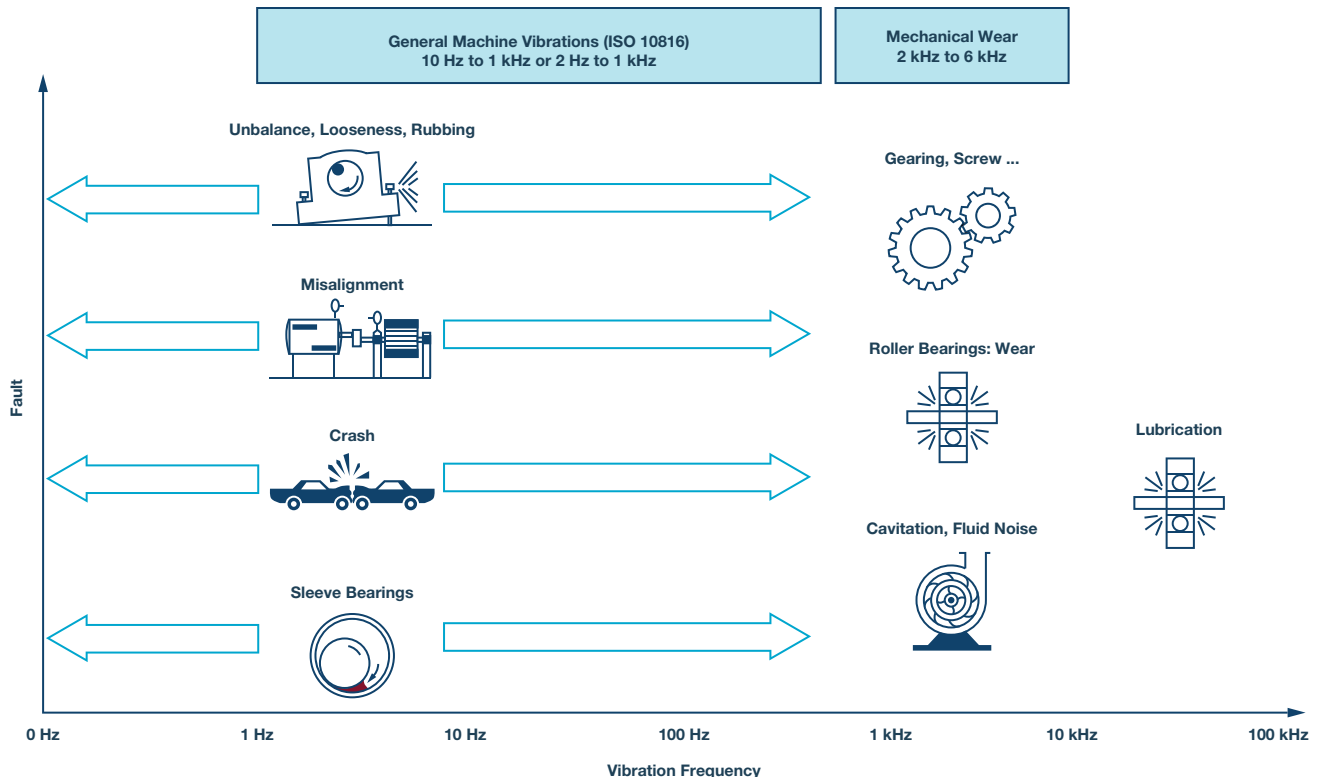 General Machine Vibrations (ISO 10816)
10 Hz to 1 kHz or 2 Hz to 1 kHz
Mechanical Wear
2 kHz to 6 kHz
Unbalance, Looseness, Rubbing
Gearing, Screw ...
Misalignment
Roller Bearings: Wear
Fault
Crash
Lubrication
Cavitation, Fluid Noise
Sleeve Bearings
0 Hz
1 Hz
10 Hz
100 Hz
1 kHz
10 kHz
100 kHz
Vibration Frequency